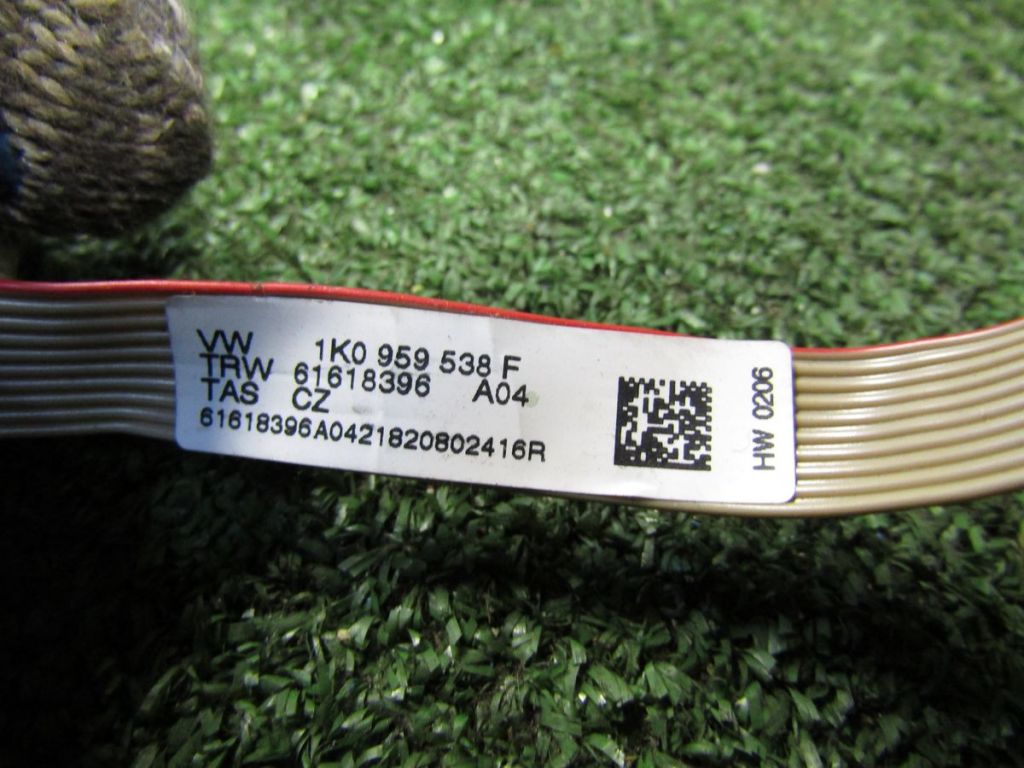 VW 1K0 959 538 F
TRW 61618396 A04
TAS CZ
61618396A0421820802416R
HW 0206